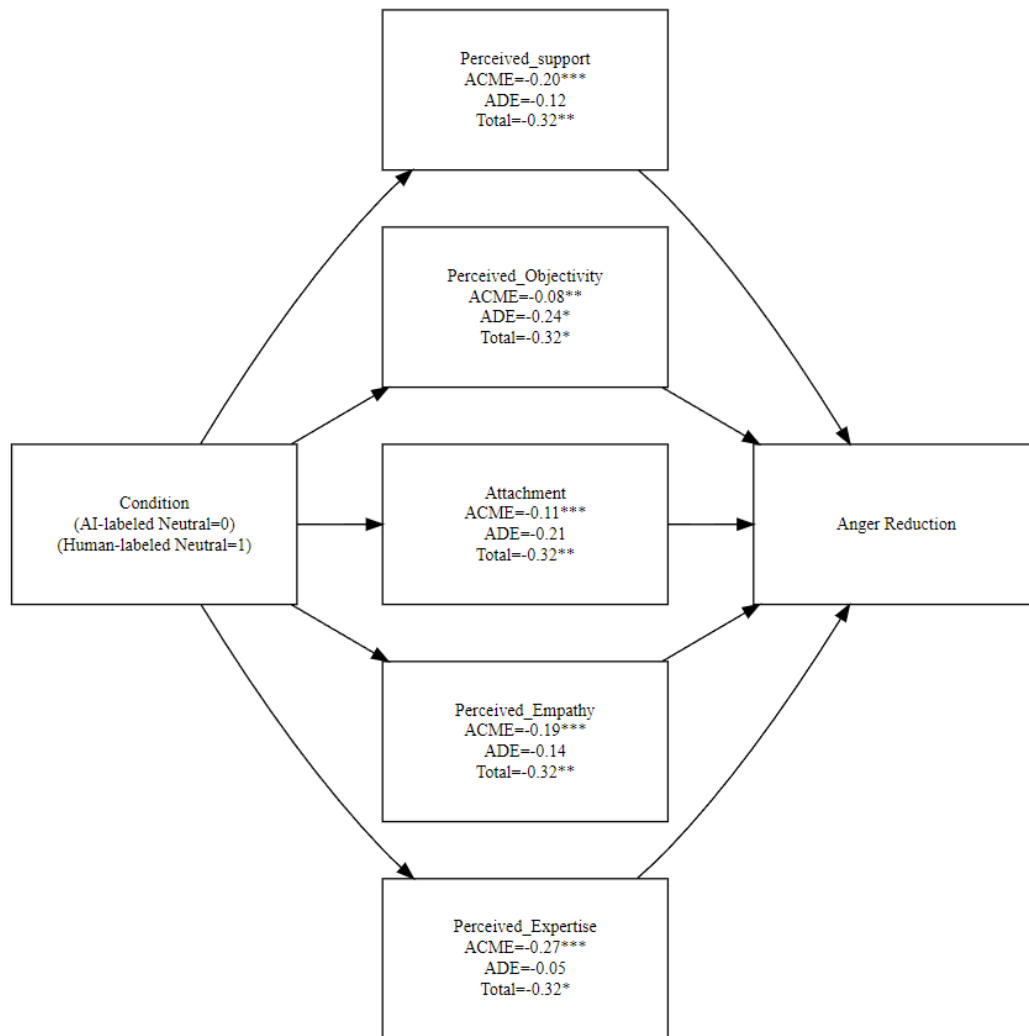 Perceived_support
ACME=-0.20***
ADE=-0.12
Total=-0.32**
Perceived_Objectivity
ACME=-0.08**
ADE=-0.24*
Total=-0.32*
Condition
(AI-labeled Neutral=0)
(Human-labeled Neutral=1)
Attachment
ACME=-0.11***
ADE=-0.21
Total=-0.32**
Anger Reduction
Perceived_Empathy
ACME=-0.19***
ADE=-0.14
Total=-0.32**
Perceived_Expertise
ACME=-0.27***
ADE=-0.05
Total=-0.32*